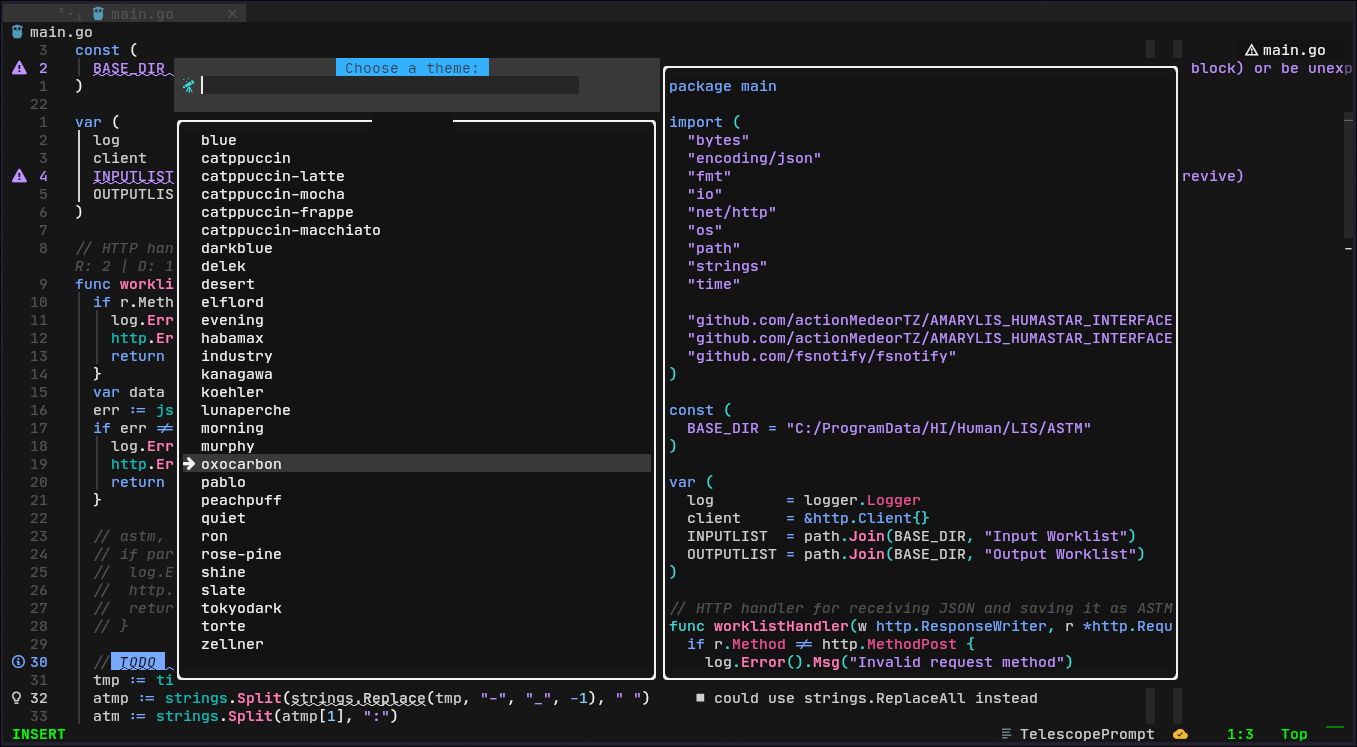 main.go
main.go
3 const (
2 BASE_DIR
1 )
22
1 var (
2 log
3 client
4 INPUTLIST
5 OUTPUTLIS
6 )
7
8 // HTTP han
R: 2 | D: 1
9 func workli
10 if r.Meth
11 log.Err
12 http.Er
13 return
14 }
15 var data
16 err := js
17 if err ≠
18 log.Err
19 http.Er
20 return
21 }
22
23 // astm,
24 // if par
25 // log.E
26 // http.
27 // retur
28 // }
29
30 // TODO
31 tmp := ti
32 atmp := strings.Split(strings.Replace(tmp, "-", "_", -1), " ") ■ could use strings.ReplaceAll instead
33 atm := strings.Split(atmp[1], ":")
Choose a theme:
blue
catppuccin
catppuccin-latte
catppuccin-mocha
catppuccin-frappe
catppuccin-macchiato
darkblue
delek
desert
elflord
evening
habamax
industry
kanagawa
koehler
lunaperche
morning
murphy
oxocarbon
pablo
peachpuff
quiet
ron
rose-pine
shine
slate
tokyodark
torte
zellner
package main
import (
"bytes"
"encoding/json"
"fmt"
"io"
"net/http"
"os"
"path"
"strings"
"time"
"github.com/actionMedeorTZ/AMARYLIS_HUMASTAR_INTERFACE
"github.com/actionMedeorTZ/AMARYLIS_HUMASTAR_INTERFACE
"github.com/fsnotify/fsnotify"
)
const (
BASE_DIR = "C:/ProgramData/HI/Human/LIS/ASTM"
)
var (
log = logger.Logger
client = &http.Client{}
INPUTLIST = path.Join(BASE_DIR, "Input Worklist")
OUTPUTLIST = path.Join(BASE_DIR, "Output Worklist")
)
// HTTP handler for receiving JSON and saving it as ASTM
func worklistHandler(w http.ResponseWriter, r *http.Requ
if r.Method ≠ http.MethodPost {
log.Error().Msg("Invalid request method")
main.go
block) or be unexp
revive)
INSERT
TelescopePrompt
1:3 Top